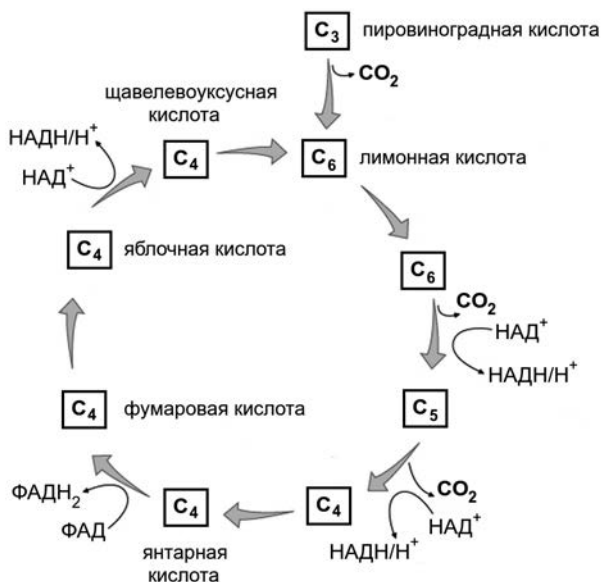 C₃ пировиноградная кислота
CO₂
щавелевоуксусная
кислота
НАДН/Н⁺
НАД⁺
C₄
C₆ лимонная кислота
C₄ яблочная кислота
C₆
CO₂
НАД⁺
НАДН/Н⁺
C₄ фумаровая кислота
C₅
ФАДН₂
ФАД
C₄
C₄
CO₂
НАД⁺
НАДН/Н⁺
янтарная
кислота